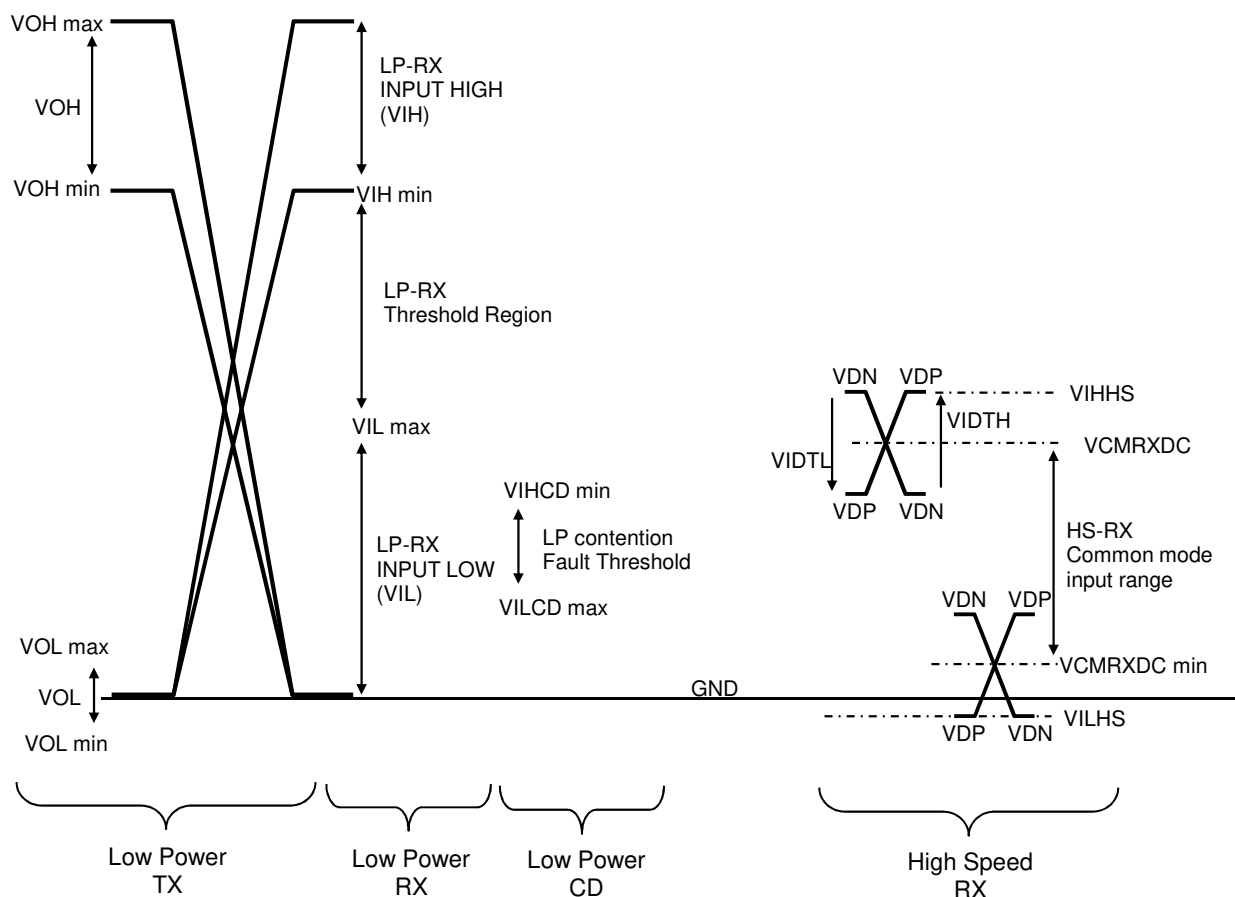 VOH max
VOH
VOH min
LP-RX
INPUT HIGH
(VIH)
VIH min
LP-RX
Threshold Region
VIL max
LP-RX
INPUT LOW
(VIL)
VIHCD min
LP contention
Fault Threshold
VILCD max
VOL max
VOL
VOL min
GND
VDN
VDP
VIHHS
VIDTH
VCMRXDC
VIDTL
VDP
VDN
HS-RX
Common mode
input range
VDN
VDP
VCMRXDC min
VILHS
VDP
VDN
Low Power
TX
Low Power
RX
Low Power
CD
High Speed
RX